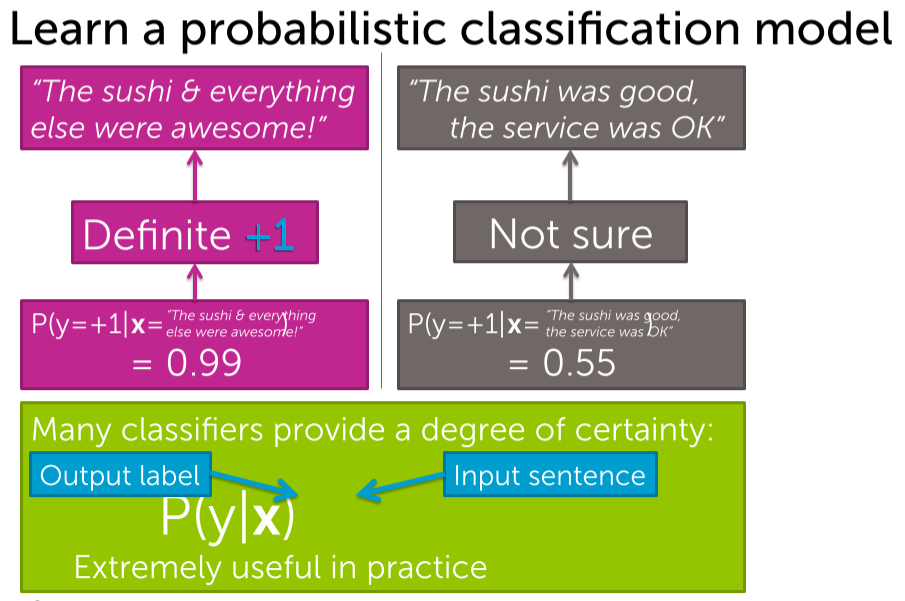 Learn a probabilistic classification model
“The sushi & everything
else were awesome!”
Definite +1
P(y=+1|x= “The sushi & everything
else were awesome!” )
= 0.99
“The sushi was good,
the service was OK”
Not sure
P(y=+1|x= “The sushi was good,
the service was OK” )
= 0.55
Many classifiers provide a degree of certainty:
Output label
Input sentence
P(y|x)
Extremely useful in practice